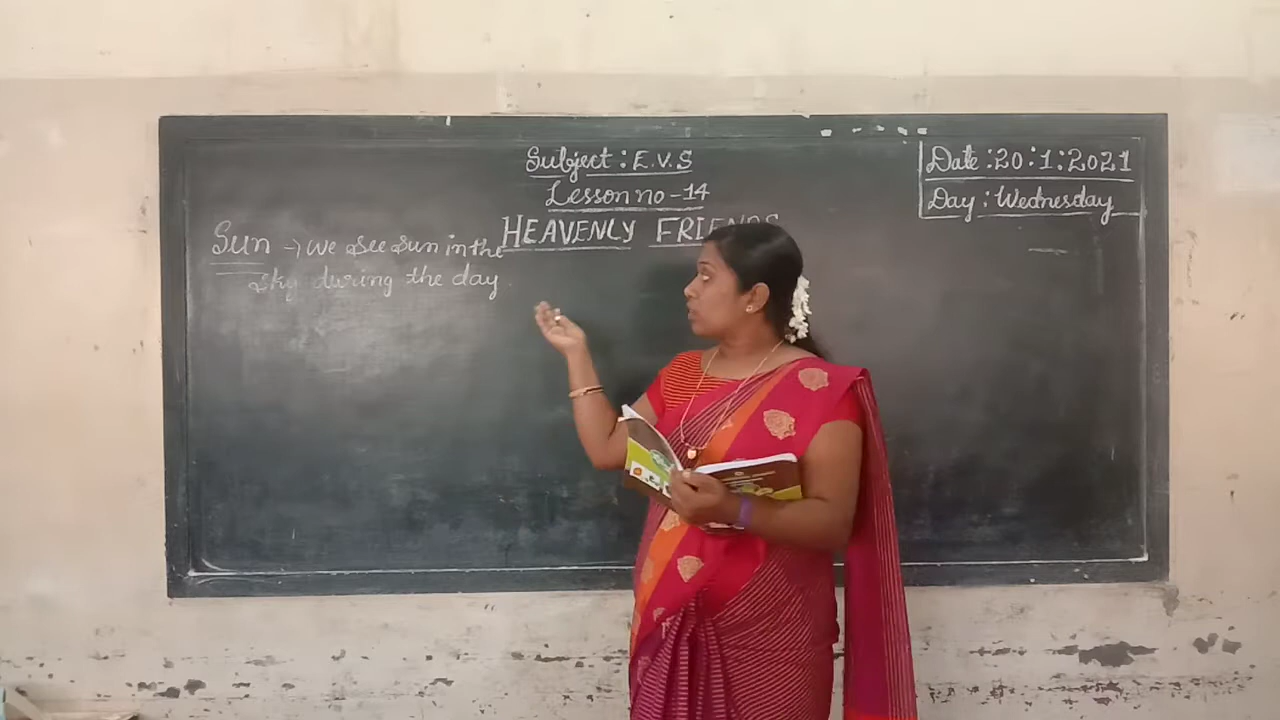 Subject : E.V.S
Lesson no - 14
HEAVENLY FRIENDS
Date : 20 : 1 : 2021
Day : Wednesday
Sun → we see sun in the
sky during the day.